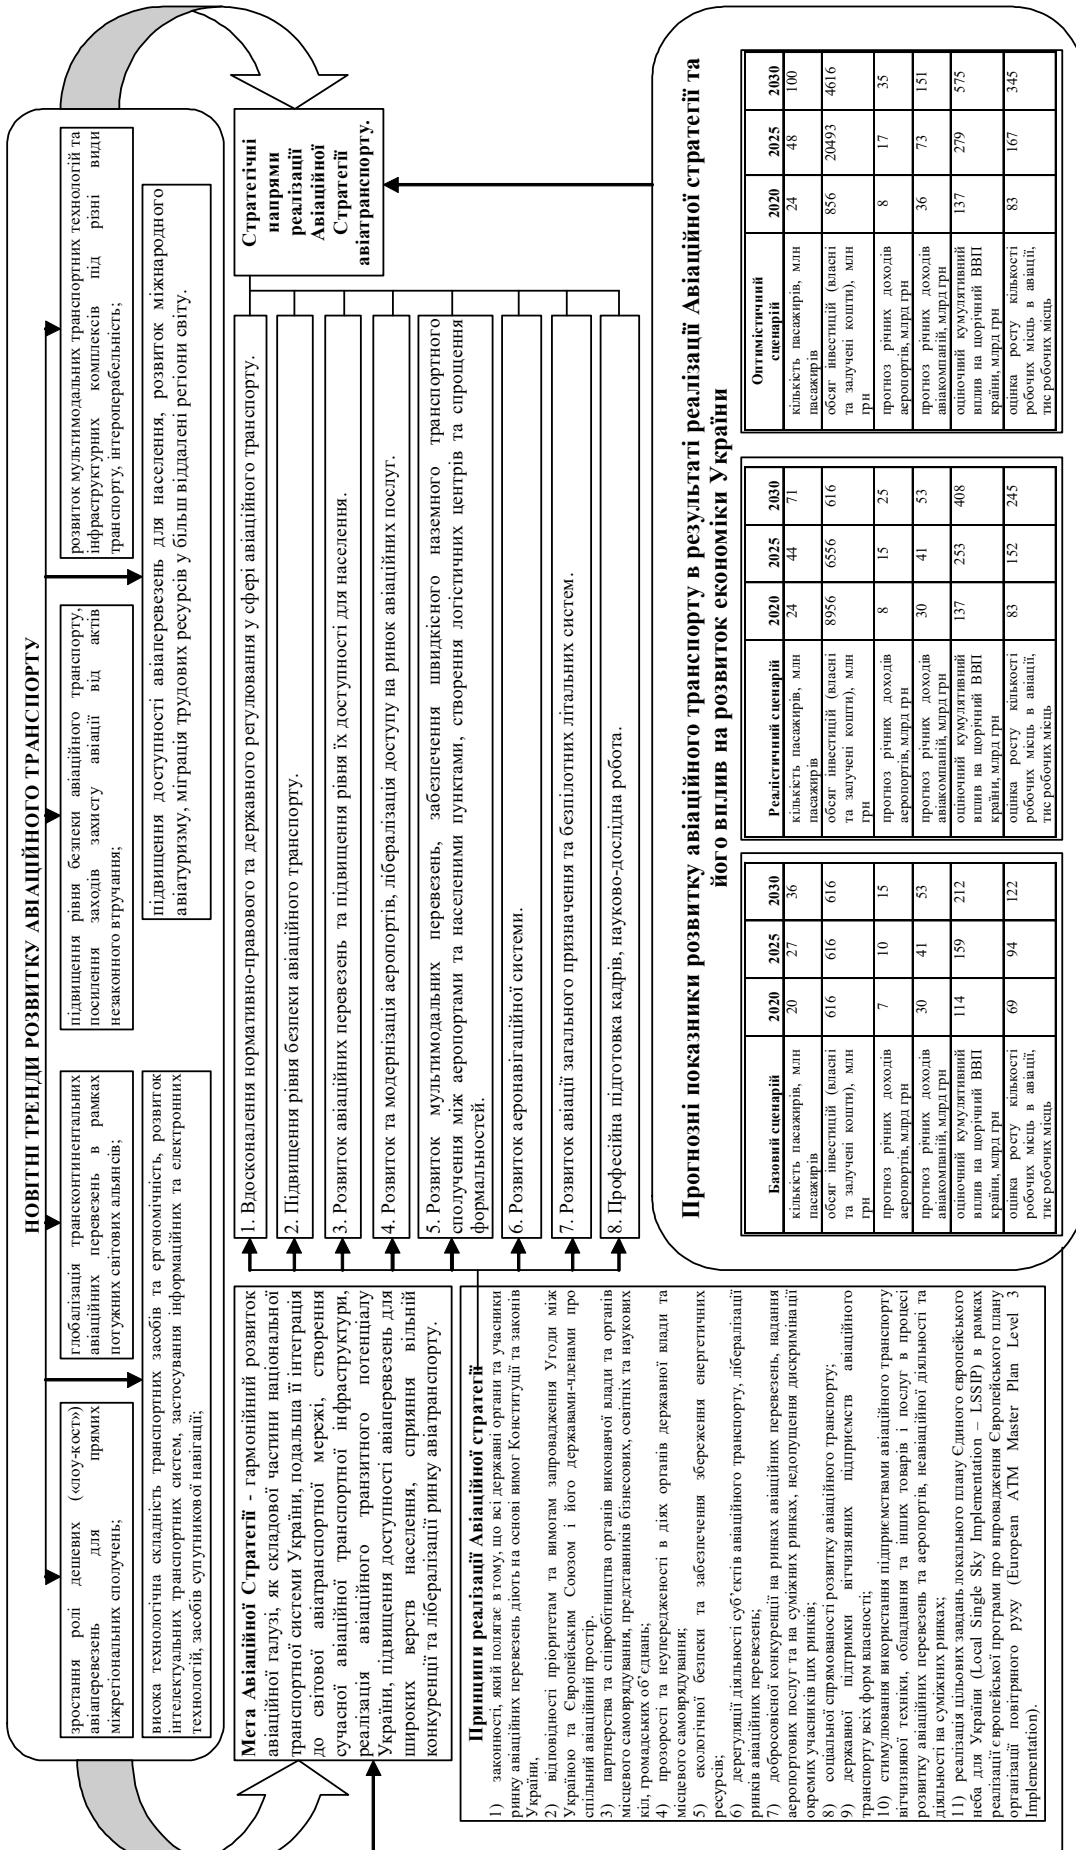 НОВІТНІ ТРЕНДИ РОЗВИТКУ АВІАЦІЙНОГО ТРАНСПОРТУ
зростання ролі дешевих («лоу-кост»)
авіаперевезень для прямих
міжрегіональних сполучень;
глобалізація трансконтинентальних
авіаційних перевезень в рамках
потужних світових альянсів;
підвищення рівня безпеки авіаційного транспорту,
посилення заходів захисту авіації від актів
незаконного втручання;
розвиток мультимодальних транспортних технологій та
інфраструктурних комплексів під різні види
транспорту, інтероперабельність;
висока технологічна складність транспортних засобів та ергономічність, розвиток
інтелектуальних транспортних систем, застосування інформаційних та електронних
технологій, засобів супутникової навігації;
підвищення доступності авіаперевезень для населення, розвиток міжнародного
авіатуризму, міграція трудових ресурсів у більш віддалені регіони світу.
Мета Авіаційної Стратегії - гармонійний розвиток
авіаційної галузі, як складової частини національної
транспортної системи України, подальша її інтеграція
до світової авіатранспортної мережі, створення
сучасної авіаційної транспортної інфраструктури,
реалізація авіаційного транзитного потенціалу
України, підвищення доступності авіаперевезень для
широких верств населення, сприяння вільній
конкуренції та лібералізації ринку авіатранспорту.
1. Вдосконалення нормативно-правового та державного регулювання у сфері авіаційного транспорту.
2. Підвищення рівня безпеки авіаційного транспорту.
3. Розвиток авіаційних перевезень та підвищення рівня їх доступності для населення.
4. Розвиток та модернізація аеропортів, лібералізація доступу на ринок авіаційних послуг.
5. Розвиток мультимодальних перевезень, забезпечення швидкісного наземного транспортного
сполучення між аеропортами та населеними пунктами, створення логістичних центрів та спрощення
формальностей.
6. Розвиток аеронавігаційної системи.
7. Розвиток авіації загального призначення та безпілотних літальних систем.
8. Професійна підготовка кадрів, науково-дослідна робота.
Стратегічні
напрями
реалізації
Авіаційної
Стратегії
авіатранспорту.
Принципи реалізації Авіаційної стратегії
1) законності, який полягає в тому, що всі державні органи та учасники
ринку авіаційних перевезень діють на основі вимог Конституції та законів
України,
2) відповідності пріоритетам та вимогам запровадження Угоди між
Україною та Європейським Союзом і його державами-членами про
спільний авіаційний простір.
3) партнерства та співробітництва органів виконавчої влади та органів
місцевого самоврядування, представників бізнесових, освітніх та наукових
кіл, громадських об’єднань;
4) прозорості та неупередженості в діях органів державної влади та
місцевого самоврядування;
5) екологічної безпеки та забезпечення збереження енергетичних
ресурсів;
6) дерегуляції діяльності суб’єктів авіаційного транспорту, лібералізації
ринків авіаційних перевезень;
7) добросовісної конкуренції на ринках авіаційних перевезень, надання
аеропортових послуг та на суміжних ринках, недопущення дискримінації
окремих учасників цих ринків;
8) соціальної спрямованості розвитку авіаційного транспорту;
9) державної підтримки вітчизняних підприємств авіаційного
транспорту всіх форм власності;
10) стимулювання використання підприємствами авіаційного транспорту
вітчизняної техніки, обладнання та інших товарів і послуг в процесі
розвитку авіаційних перевезень та аеропортів, неавіаційної діяльності та
діяльності на суміжних ринках;
11) реалізація цільових завдань локального плану Єдиного європейського
неба для України (Local Single Sky Implementation – LSSIP) в рамках
реалізації європейської програми про впровадження Європейського плану
організації повітряного руху (European ATM Master Plan Level 3
Implementation).
Прогнозні показники розвитку авіаційного транспорту в результаті реалізації Авіаційної стратегії та
його вплив на розвиток економіки України
Базовий сценарій 2020 2025 2030
кількість пасажирів, млн 20 27 36
пасажирів
обсяг інвестицій (власні 616 616 616
та залучені кошти), млн
грн
прогноз річних доходів 7 10 15
аеропортів, млрд грн
прогноз річних доходів 30 41 53
авіакомпаній, млрд грн
оціночний кумулятивний 114 159 212
вплив на щорічний ВВП
країни, млрд грн
оцінка росту кількості 69 94 122
робочих місць в авіації,
тис робочих місць
Реалістичний сценарій 2020 2025 2030
кількість пасажирів, млн 24 44 71
пасажирів
обсяг інвестицій (власні 8956 6556 616
та залучені кошти), млн
грн
прогноз річних доходів 8 15 25
аеропортів, млрд грн
прогноз річних доходів 30 41 53
авіакомпаній, млрд грн
оціночний кумулятивний 137 253 408
вплив на щорічний ВВП
країни, млрд грн
оцінка росту кількості 83 152 245
робочих місць в авіації,
тис робочих місць
Оптимістичний 2020 2025 2030
сценарій
кількість пасажирів, млн 24 48 100
пасажирів
обсяг інвестицій (власні 856 20493 4616
та залучені кошти), млн
грн
прогноз річних доходів 8 17 35
аеропортів, млрд грн
прогноз річних доходів 36 73 151
авіакомпаній, млрд грн
оціночний кумулятивний 137 279 575
вплив на щорічний ВВП
країни, млрд грн
оцінка росту кількості 83 167 345
робочих місць в авіації,
тис робочих місць